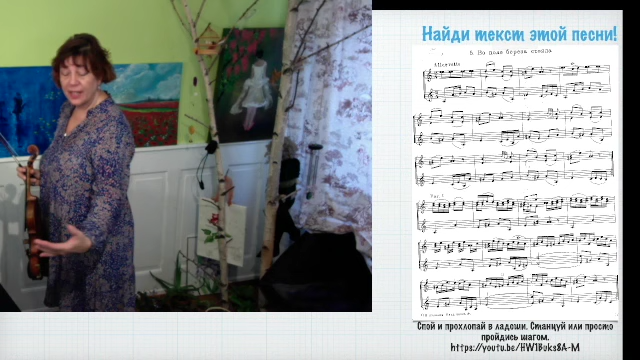 Найди текст этой песни!
5. Во поле береза стояла
Allegretto
Спой и прохлопай в ладоши. Станцуй или просто
пройдись шагом.
https://youtu.be/HW1Buks8A-M